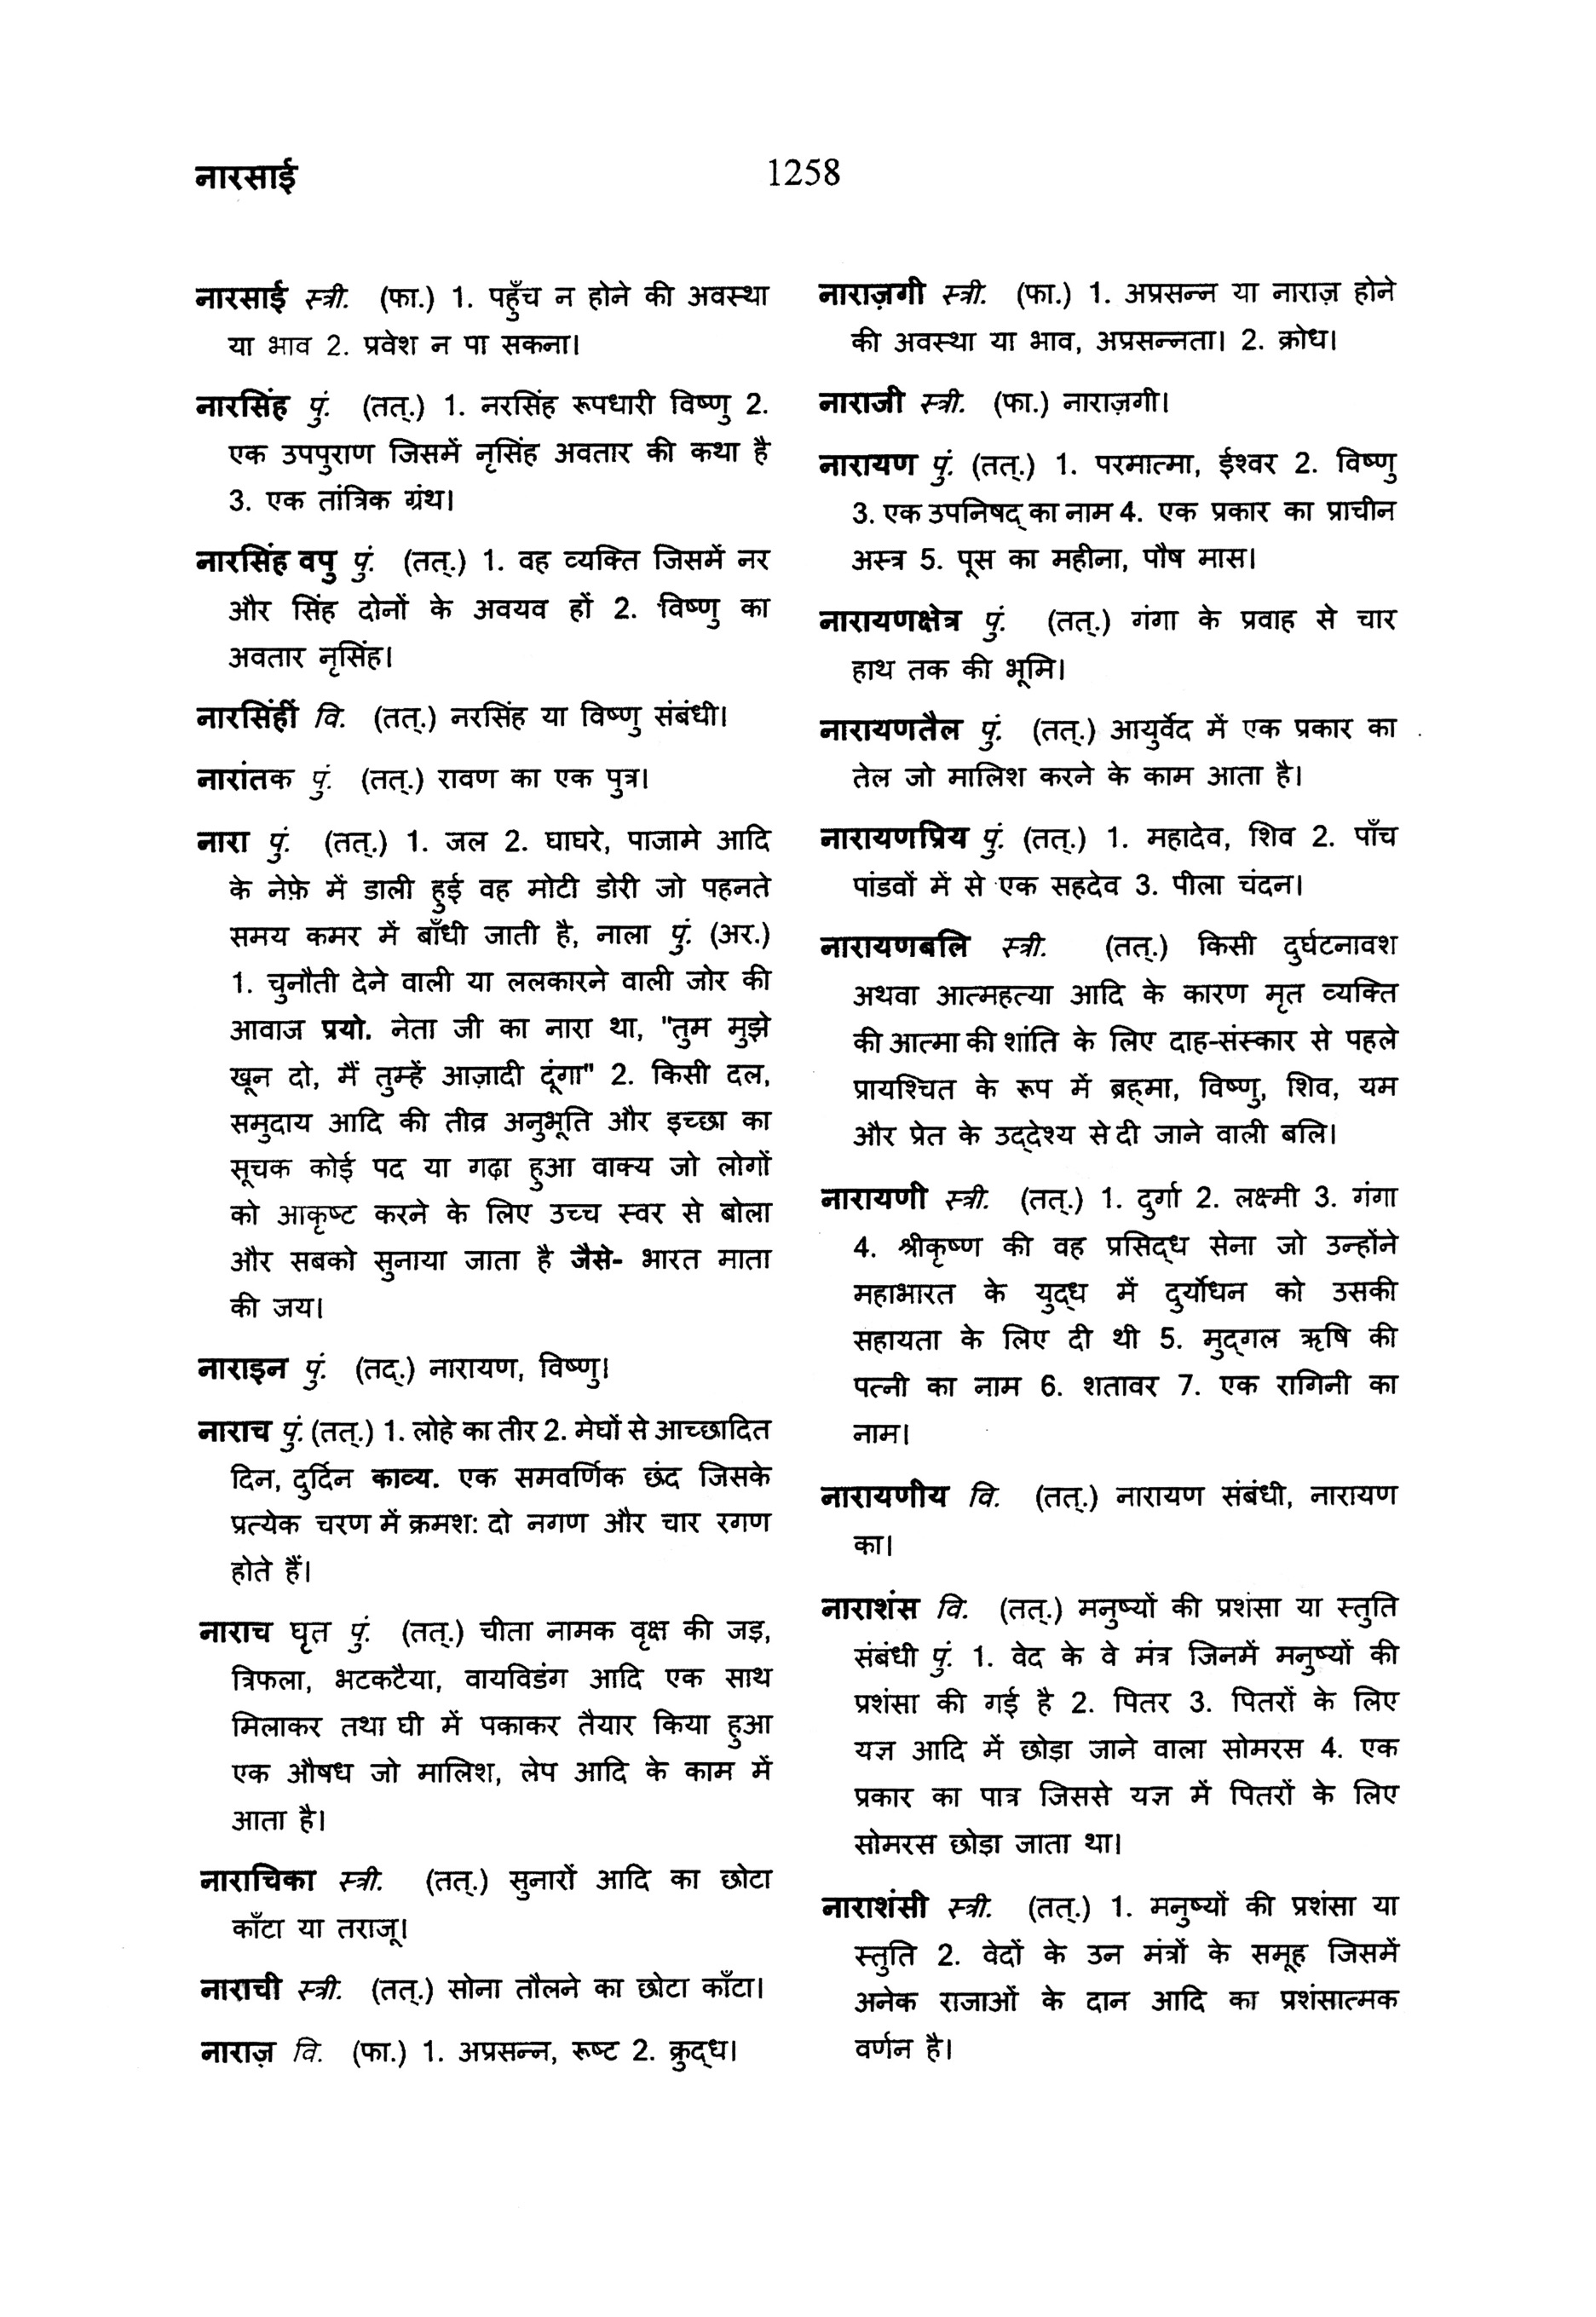 नारसाई
1258
नारसाई स्त्री. (फा.) 1. पहुँच न होने की अवस्था
या भाव 2. प्रवेश न पा सकना।
नारसिंह पुं. (तत्.) 1. नरसिंह रूपधारी विष्णु 2.
एक उपपुराण जिसमें नृसिंह अवतार की कथा है
3. एक तांत्रिक ग्रंथ।
नारसिंह वपु पुं. (तत्.) 1. वह व्यक्ति जिसमें नर
और सिंह दोनों के अवयव हों 2. विष्णु का
अवतार नृसिंह।
नारसिंहीं वि. (तत्.) नरसिंह या विष्णु संबंधी।
नारांतक पुं. (तत्.) रावण का एक पुत्र।
नारा पुं. (तत्.) 1. जल 2. घाघरे, पाजामे आदि
के नेफ़े में डाली हुई वह मोटी डोरी जो पहनते
समय कमर में बाँधी जाती है, नाला पुं. (अर.)
1. चुनौती देने वाली या ललकारने वाली जोर की
आवाज प्रयो. नेता जी का नारा था, "तुम मुझे
खून दो, मैं तुम्हें आज़ादी दूंगा" 2. किसी दल,
समुदाय आदि की तीव्र अनुभूति और इच्छा का
सूचक कोई पद या गढ़ा हुआ वाक्य जो लोगों
को आकृष्ट करने के लिए उच्च स्वर से बोला
और सबको सुनाया जाता है जैसे- भारत माता
की जय।
नाराइन पुं. (तद्.) नारायण, विष्णु।
नाराच पुं. (तत्.) 1. लोहे का तीर 2. मेघों से आच्छादित
दिन, दुर्दिन काव्य. एक समवर्णिक छंद जिसके
प्रत्येक चरण में क्रमश: दो नगण और चार रगण
होते हैं।
नाराच घृत पुं. (तत्.) चीता नामक वृक्ष की जड़,
त्रिफला, भटकटैया, वायविडंग आदि एक साथ
मिलाकर तथा घी में पकाकर तैयार किया हुआ
एक औषध जो मालिश, लेप आदि के काम में
आता है।
नाराचिका स्त्री. (तत्.) सुनारों आदि का छोटा
काँटा या तराजू।
नाराची स्त्री. (तत्.) सोना तौलने का छोटा काँटा।
नाराज़ वि. (फा.) 1. अप्रसन्न, रूष्ट 2. क्रुद्ध।
नाराज़गी स्त्री. (फा.) 1. अप्रसन्न या नाराज़ होने
की अवस्था या भाव, अप्रसन्नता। 2. क्रोध।
नाराजी स्त्री. (फा.) नाराज़गी।
नारायण पुं. (तत्.) 1. परमात्मा, ईश्वर 2. विष्णु
3. एक उपनिषद् का नाम 4. एक प्रकार का प्राचीन
अस्त्र 5. पूस का महीना, पौष मास।
नारायणक्षेत्र पुं. (तत्.) गंगा के प्रवाह से चार
हाथ तक की भूमि।
नारायणतैल पुं. (तत्.) आयुर्वेद में एक प्रकार का
तेल जो मालिश करने के काम आता है।
नारायणप्रिय पुं. (तत्.) 1. महादेव, शिव 2. पाँच
पांडवों में से एक सहदेव 3. पीला चंदन।
नारायणबलि स्त्री. (तत्.) किसी दुर्घटनावश
अथवा आत्महत्या आदि के कारण मृत व्यक्ति
की आत्मा की शांति के लिए दाह-संस्कार से पहले
प्रायश्चित के रूप में ब्रह्मा, विष्णु, शिव, यम
और प्रेत के उद्देश्य से दी जाने वाली बलि।
नारायणी स्त्री. (तत्.) 1. दुर्गा 2. लक्ष्मी 3. गंगा
4. श्रीकृष्ण की वह प्रसिद्ध सेना जो उन्होंने
महाभारत के युद्ध में दुर्योधन को उसकी
सहायता के लिए दी थी 5. मुद्गल ऋषि की
पत्नी का नाम 6. शतावर 7. एक रागिनी का
नाम।
नारायणीय वि. (तत्.) नारायण संबंधी, नारायण
का।
नाराशंस वि. (तत्.) मनुष्यों की प्रशंसा या स्तुति
संबंधी पुं. 1. वेद के वे मंत्र जिनमें मनुष्यों की
प्रशंसा की गई है 2. पितर 3. पितरों के लिए
यज्ञ आदि में छोड़ा जाने वाला सोमरस 4. एक
प्रकार का पात्र जिससे यज्ञ में पितरों के लिए
सोमरस छोड़ा जाता था।
नाराशंसी स्त्री. (तत्.) 1. मनुष्यों की प्रशंसा या
स्तुति 2. वेदों के उन मंत्रों के समूह जिसमें
अनेक राजाओं के दान आदि का प्रशंसात्मक
वर्णन है।